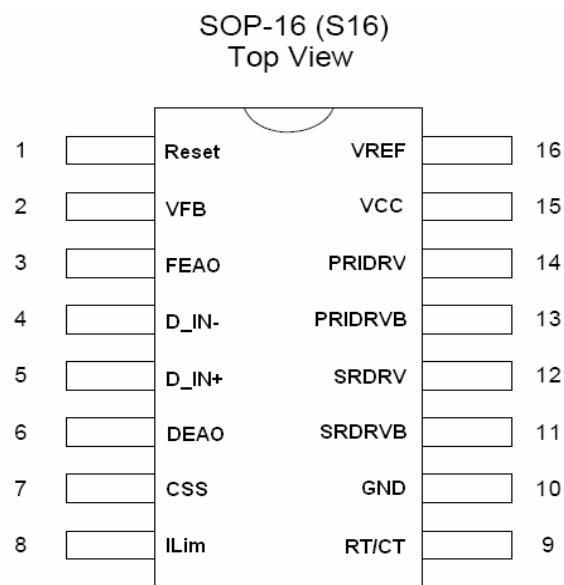 SOP-16 (S16)
Top View
1 Reset VREF 16
2 VFB VCC 15
3 FEAO PRIDRV 14
4 D_IN- PRIDRVB 13
5 D_IN+ SRDRV 12
6 DEAO SRDRVB 11
7 CSS GND 10
8 ILim RT/CT 9